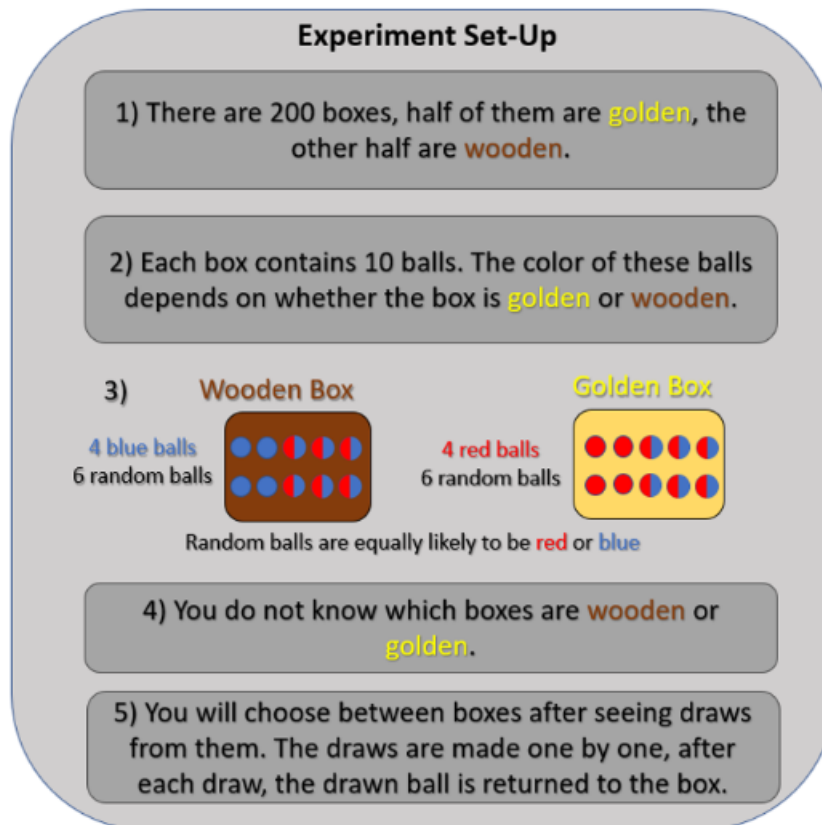 Experiment Set-Up
1) There are 200 boxes, half of them are golden, the
other half are wooden.
2) Each box contains 10 balls. The color of these balls
depends on whether the box is golden or wooden.
3)
Wooden Box
4 blue balls
6 random balls
Golden Box
4 red balls
6 random balls
Random balls are equally likely to be red or blue
4) You do not know which boxes are wooden or
golden.
5) You will choose between boxes after seeing draws
from them. The draws are made one by one, after
each draw, the drawn ball is returned to the box.